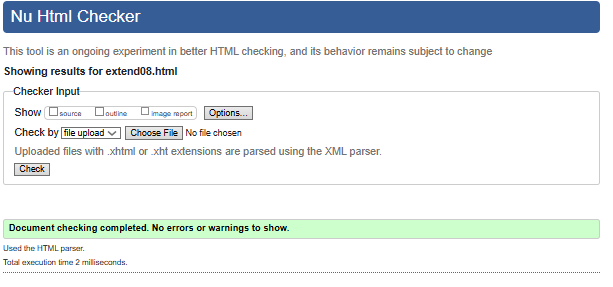 Nu Html Checker
This tool is an ongoing experiment in better HTML checking, and its behavior remains subject to change
Showing results for extend08.html
Checker Input
Show source outline image report Options...
Check by file upload Choose File No file chosen
Uploaded files with .xhtml or .xht extensions are parsed using the XML parser.
Check
Document checking completed. No errors or warnings to show.
Used the HTML parser.
Total execution time 2 milliseconds.